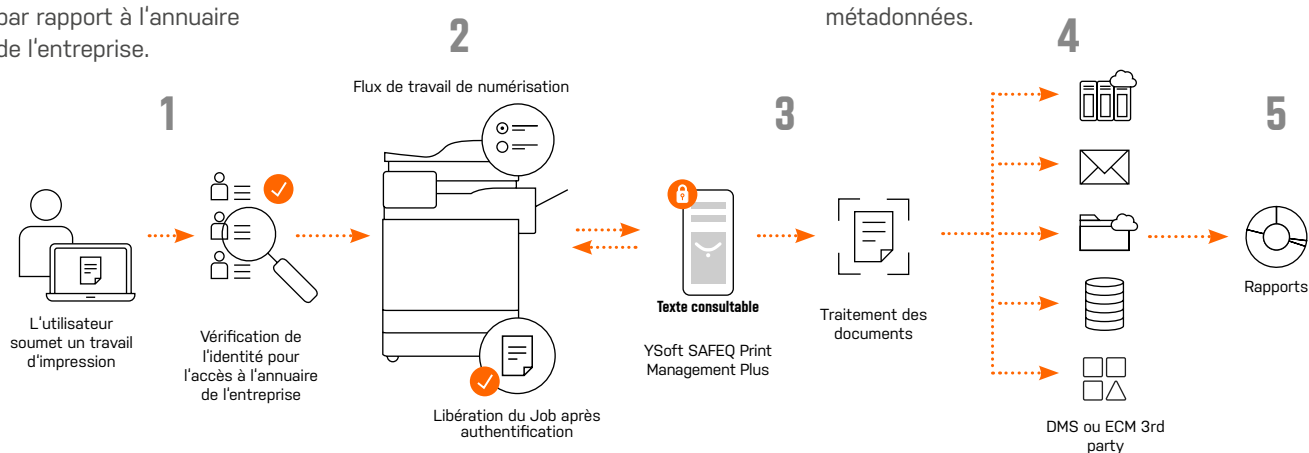 par rapport à l'annuaire
de l'entreprise.
métadonnées.
1
2
3
4
5
Flux de travail de numérisation
L'utilisateur
soumet un travail
d'impression
Vérification de
l'identité pour
l'accès à l'annuaire
de l'entreprise
Libération du Job après
authentification
Texte consultable
YSoft SAFEQ Print
Management Plus
Traitement des
documents
DMS ou ECM 3rd
party
Rapports